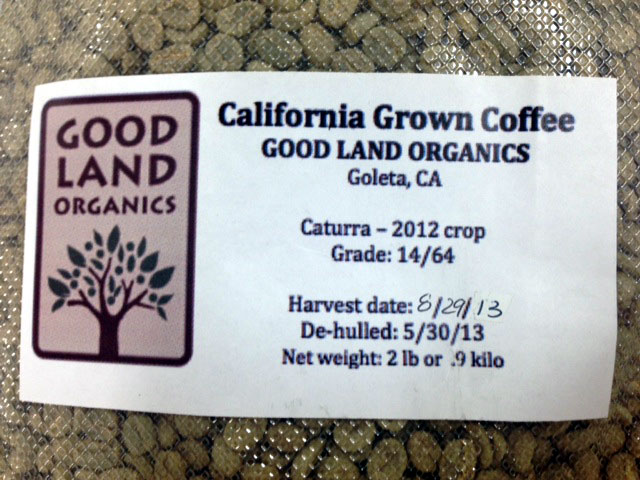 GOOD
LAND
ORGANICS
California Grown Coffee
GOOD LAND ORGANICS
Goleta, CA
Caturra – 2012 crop
Grade: 14/64
Harvest date: 8/29/13
De-hulled: 5/30/13
Net weight: 2 lb or .9 kilo